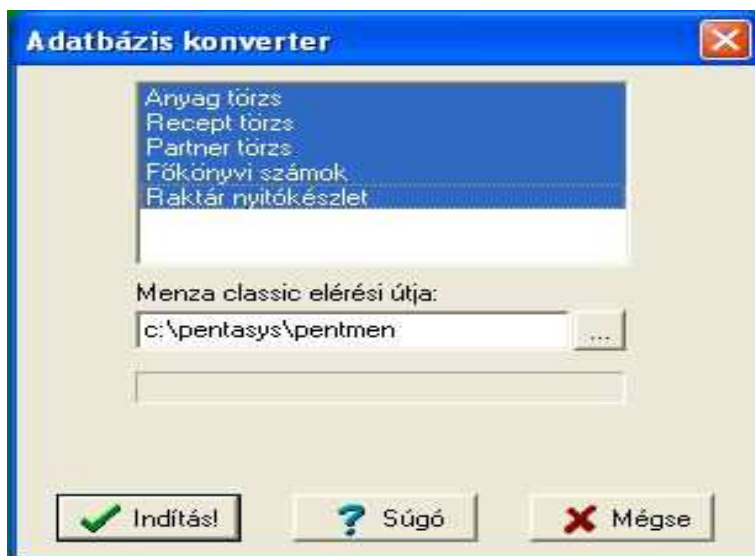 Adatbázis konverter
Anyag törzs
Recept törzs
Partner törzs
Főkönyvi számok
Raktár nyitókészlet
Menza classic elérési útja:
c:\pentasys\pentmen
...
Indítás!
Súgó
Mégse